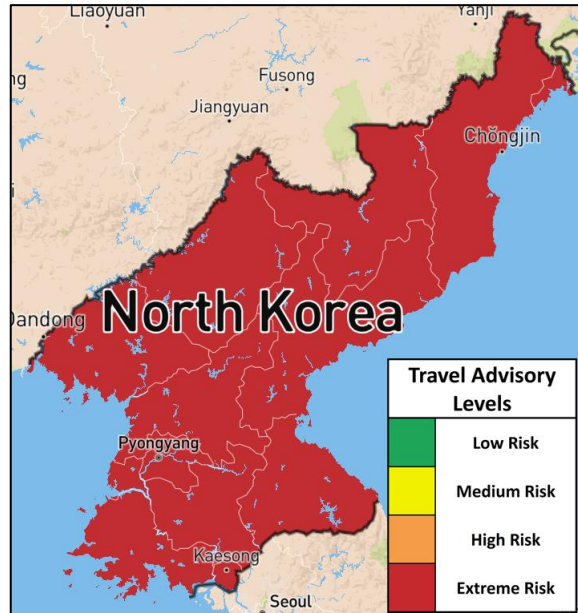 Liaoyuan
Yanji
Fusong
ng
Jiangyuan
Chŏngjin
North Korea
Dandong
Pyongyang
Kaesong
Seoul
Travel Advisory
Levels
Low Risk
Medium Risk
High Risk
Extreme Risk